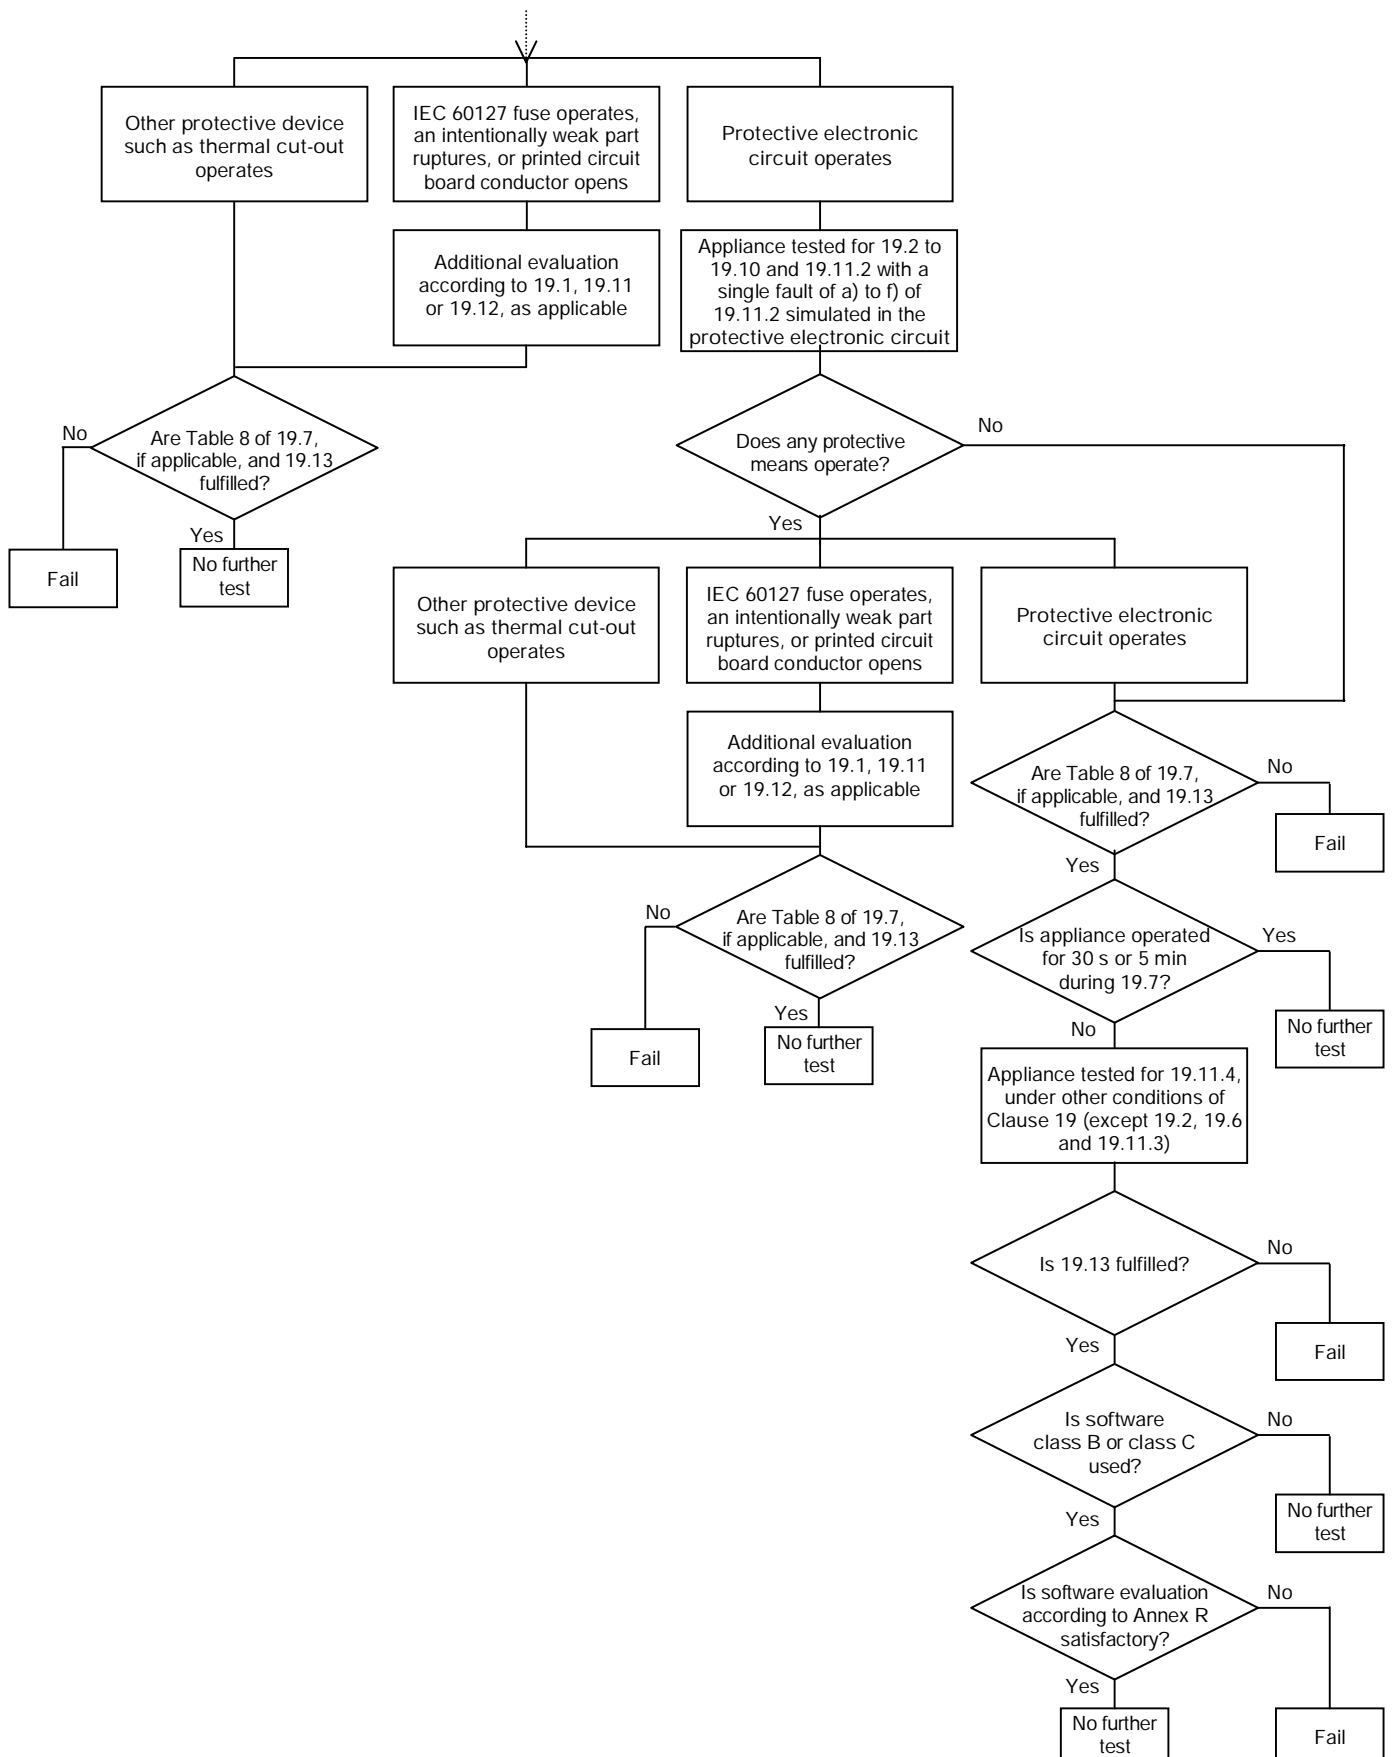 Other protective device
such as thermal cut-out
operates
IEC 60127 fuse operates,
an intentionally weak part
ruptures, or printed circuit
board conductor opens
Protective electronic
circuit operates
Additional evaluation
according to 19.1, 19.11
or 19.12, as applicable
Appliance tested for 19.2 to
19.10 and 19.11.2 with a
single fault of a) to f) of
19.11.2 simulated in the
protective electronic circuit
No
Are Table 8 of 19.7,
if applicable, and 19.13
fulfilled?
Yes
Fail
No further
test
Does any protective
means operate?
No
Yes
Other protective device
such as thermal cut-out
operates
IEC 60127 fuse operates,
an intentionally weak part
ruptures, or printed circuit
board conductor opens
Protective electronic
circuit operates
Additional evaluation
according to 19.1, 19.11
or 19.12, as applicable
Are Table 8 of 19.7,
if applicable, and 19.13
fulfilled?
No
Fail
Yes
No
Are Table 8 of 19.7,
if applicable, and 19.13
fulfilled?
Yes
Fail
No further
test
Is appliance operated
for 30 s or 5 min
during 19.7?
Yes
No further
test
No
Appliance tested for 19.11.4,
under other conditions of
Clause 19 (except 19.2, 19.6
and 19.11.3)
Is 19.13 fulfilled?
No
Fail
Yes
Is software
class B or class C
used?
No
No further
test
Yes
Is software evaluation
according to Annex R
satisfactory?
No
Yes
No further
test
Fail